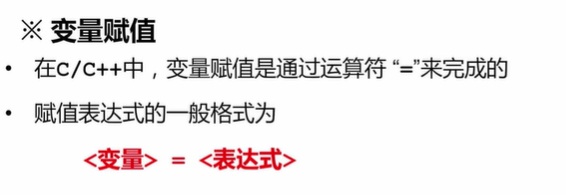 ※ 变量赋值
• 在C/C++中，变量赋值是通过运算符 “=”来完成的
• 赋值表达式的一般格式为
<变量> = <表达式>